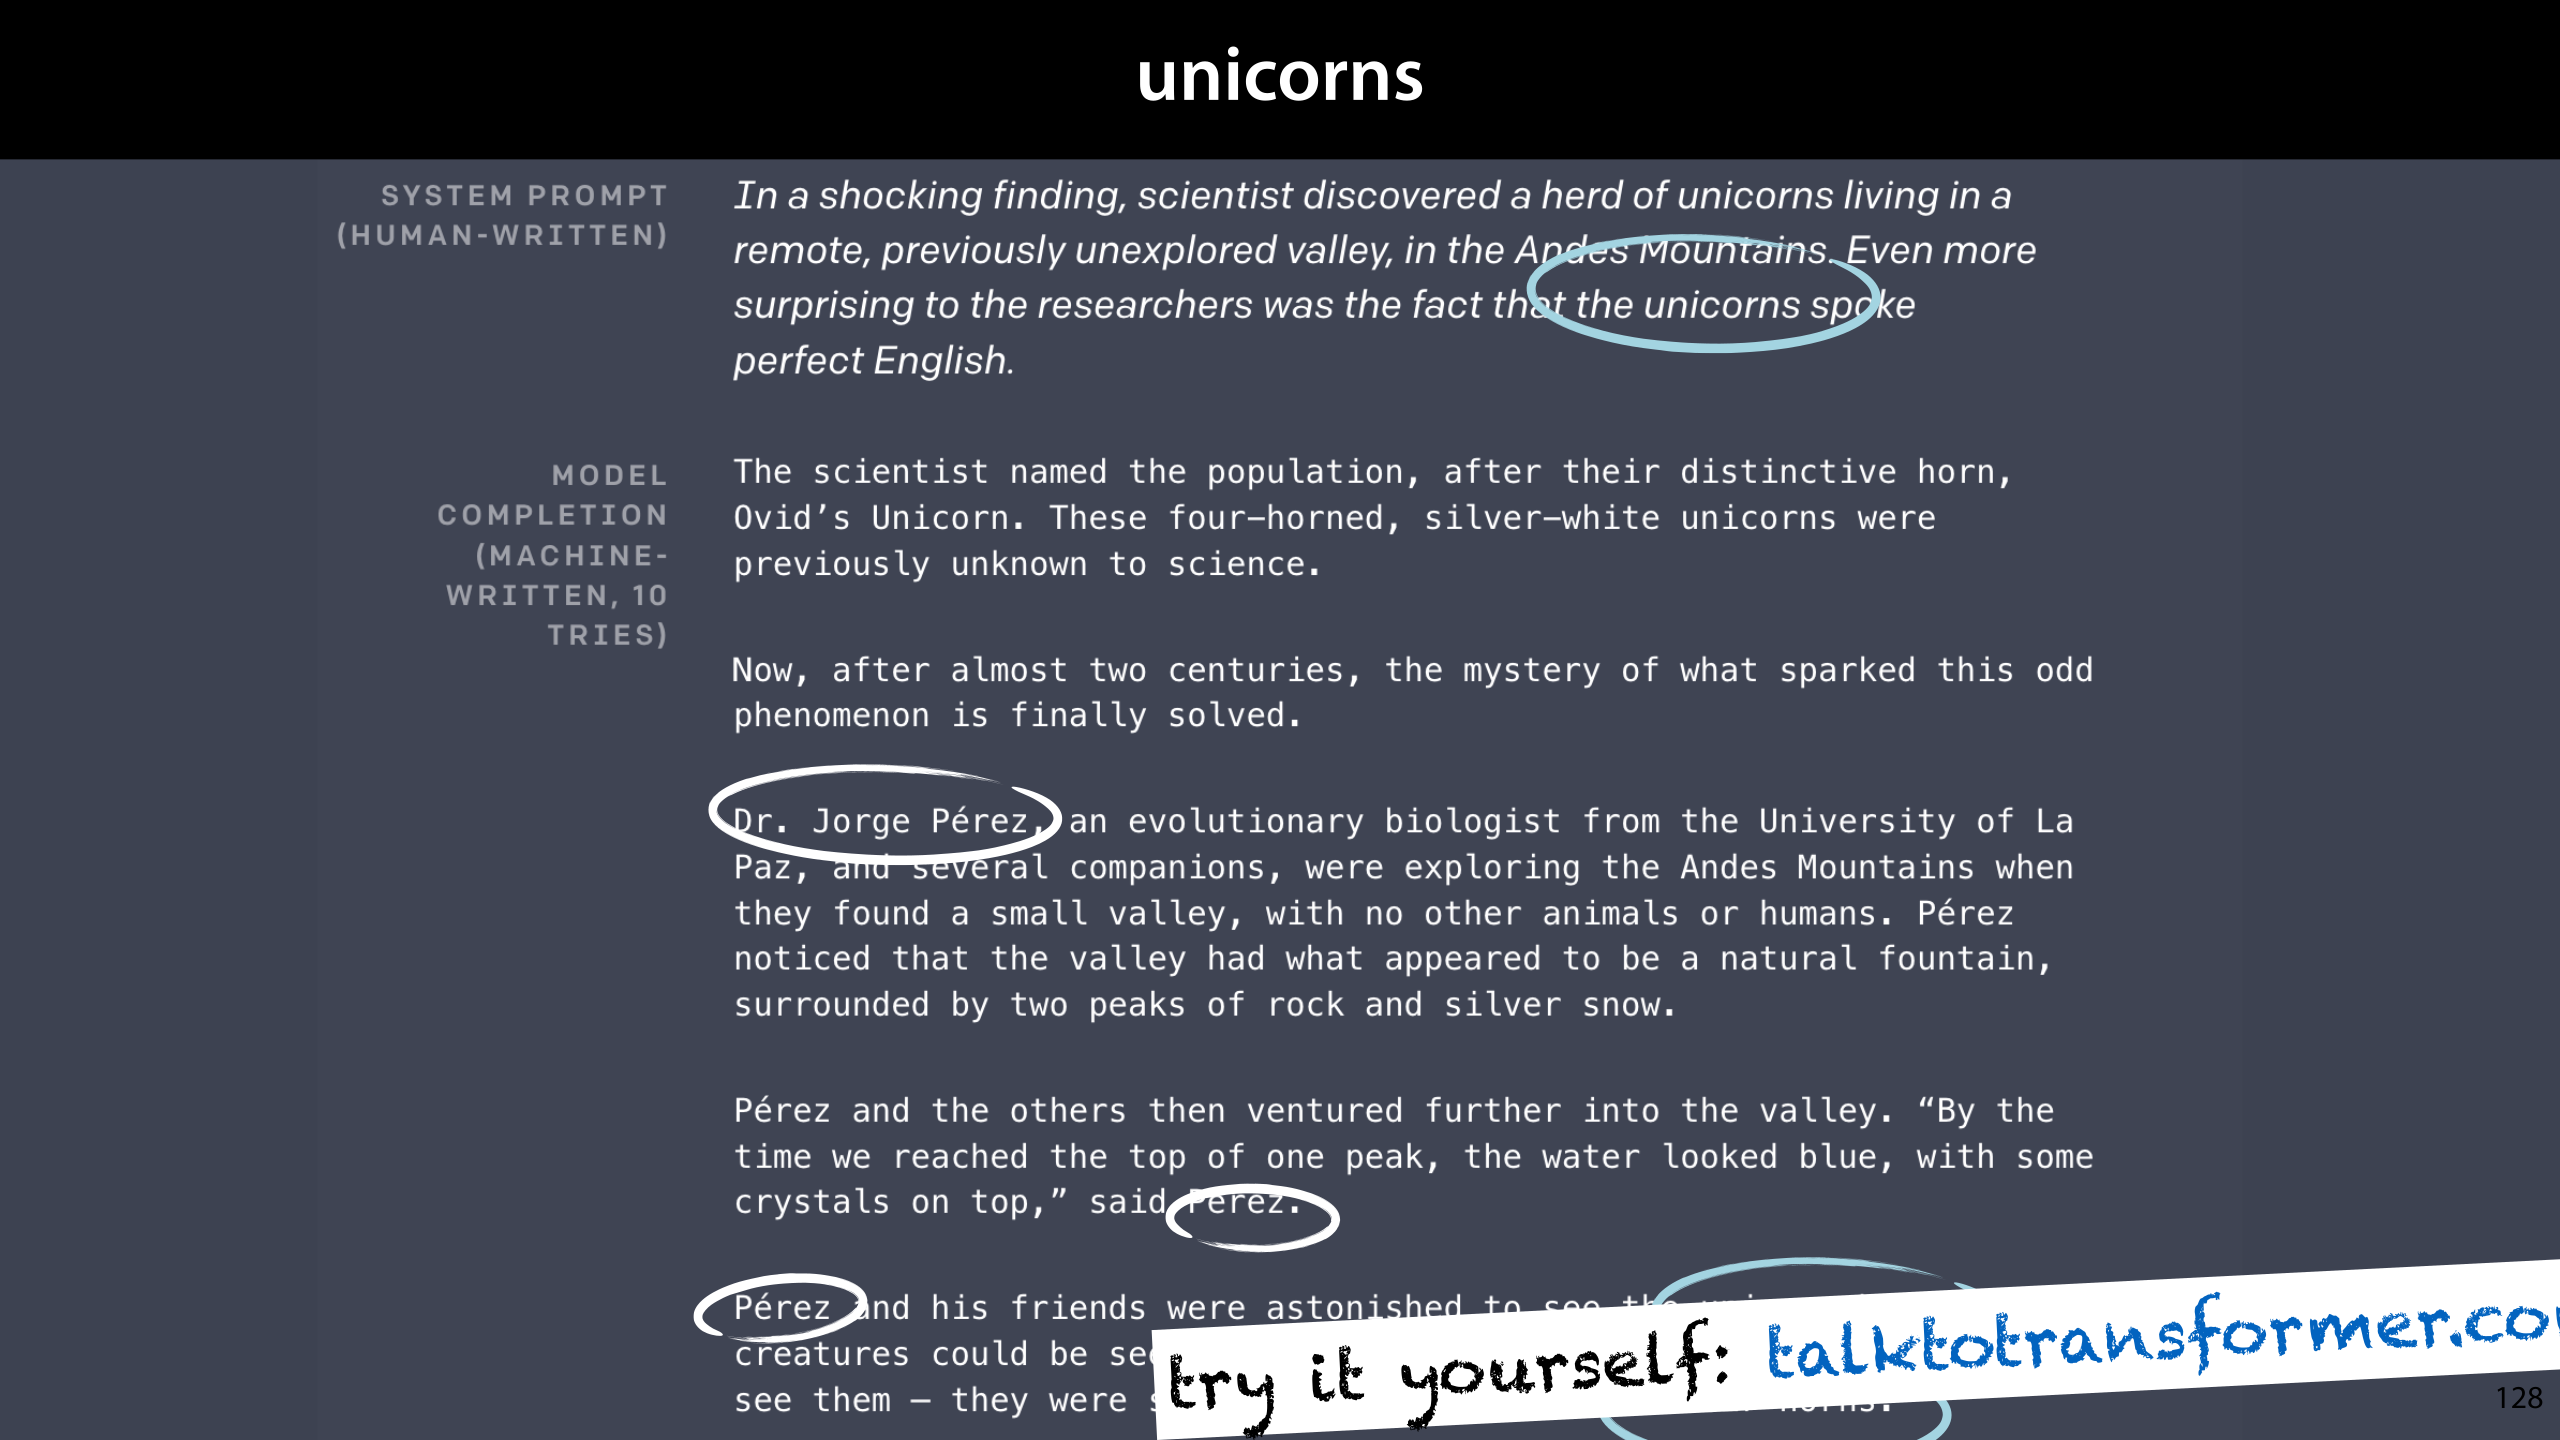 unicorns
SYSTEM PROMPT
(HUMAN-WRITTEN)
In a shocking finding, scientist discovered a herd of unicorns living in a
remote, previously unexplored valley, in the Andes Mountains. Even more
surprising to the researchers was the fact that the unicorns spoke
perfect English.
MODEL
COMPLETION
(MACHINE-
WRITTEN, 10
TRIES)
The scientist named the population, after their distinctive horn,
Ovid’s Unicorn. These four-horned, silver-white unicorns were
previously unknown to science.
Now, after almost two centuries, the mystery of what sparked this odd
phenomenon is finally solved.
Dr. Jorge Pérez, an evolutionary biologist from the University of La
Paz, and several companions, were exploring the Andes Mountains when
they found a small valley, with no other animals or humans. Pérez
noticed that the valley had what appeared to be a natural fountain,
surrounded by two peaks of rock and silver snow.
Pérez and the others then ventured further into the valley. “By the
time we reached the top of one peak, the water looked blue, with some
crystals on top,” said Pérez.
Pérez and his friends were astonished to see the
creatures could be
see them — they were
try it yourself: talktotransformer.co
128